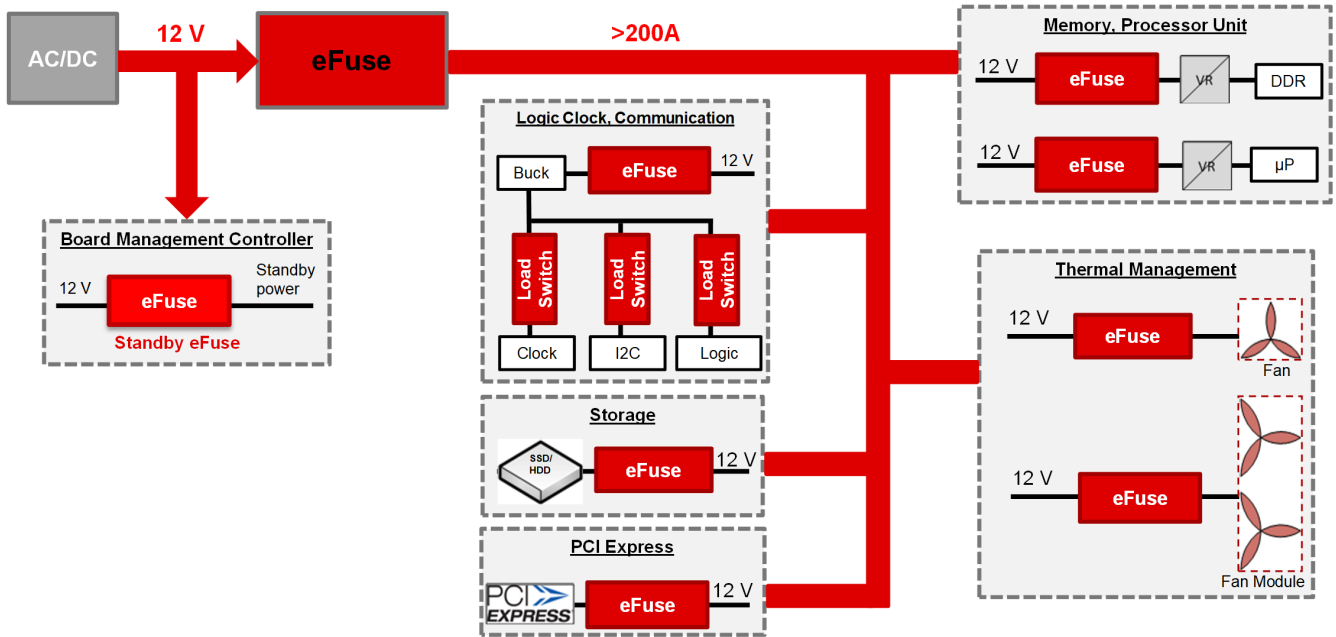 AC/DC
12 V
eFuse
>200A
Board Management Controller
12 V
eFuse
Standby
power
Standby eFuse
Logic Clock, Communication
Buck
eFuse
12 V
Load
Switch
Load
Switch
Load
Switch
Clock
I2C
Logic
Storage
SSD/
HDD
eFuse
12 V
PCI Express
PCI
EXPRESS
eFuse
12 V
Memory, Processor Unit
12 V
eFuse
VR
DDR
12 V
eFuse
VR
µP
Thermal Management
12 V
eFuse
Fan
12 V
eFuse
Fan Module